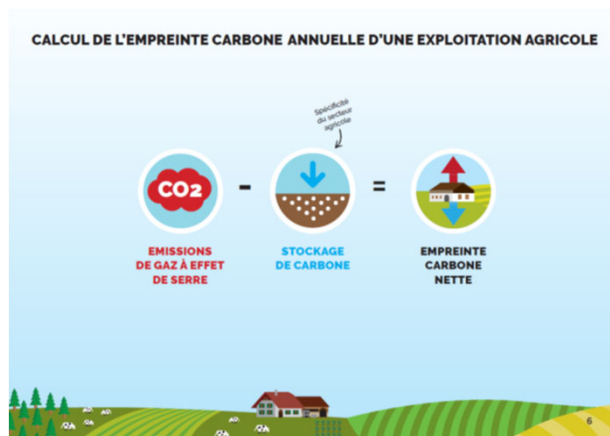 CALCUL DE L'EMPREINTE CARBONE ANNUELLE D'UNE EXPLOITATION AGRICOLE
Spécificité
du secteur
agricole
CO2
-
=
EMISSIONS
DE GAZ À EFFET
DE SERRE
STOCKAGE
DE CARBONE
EMPREINTE
CARBONE
NETTE
6